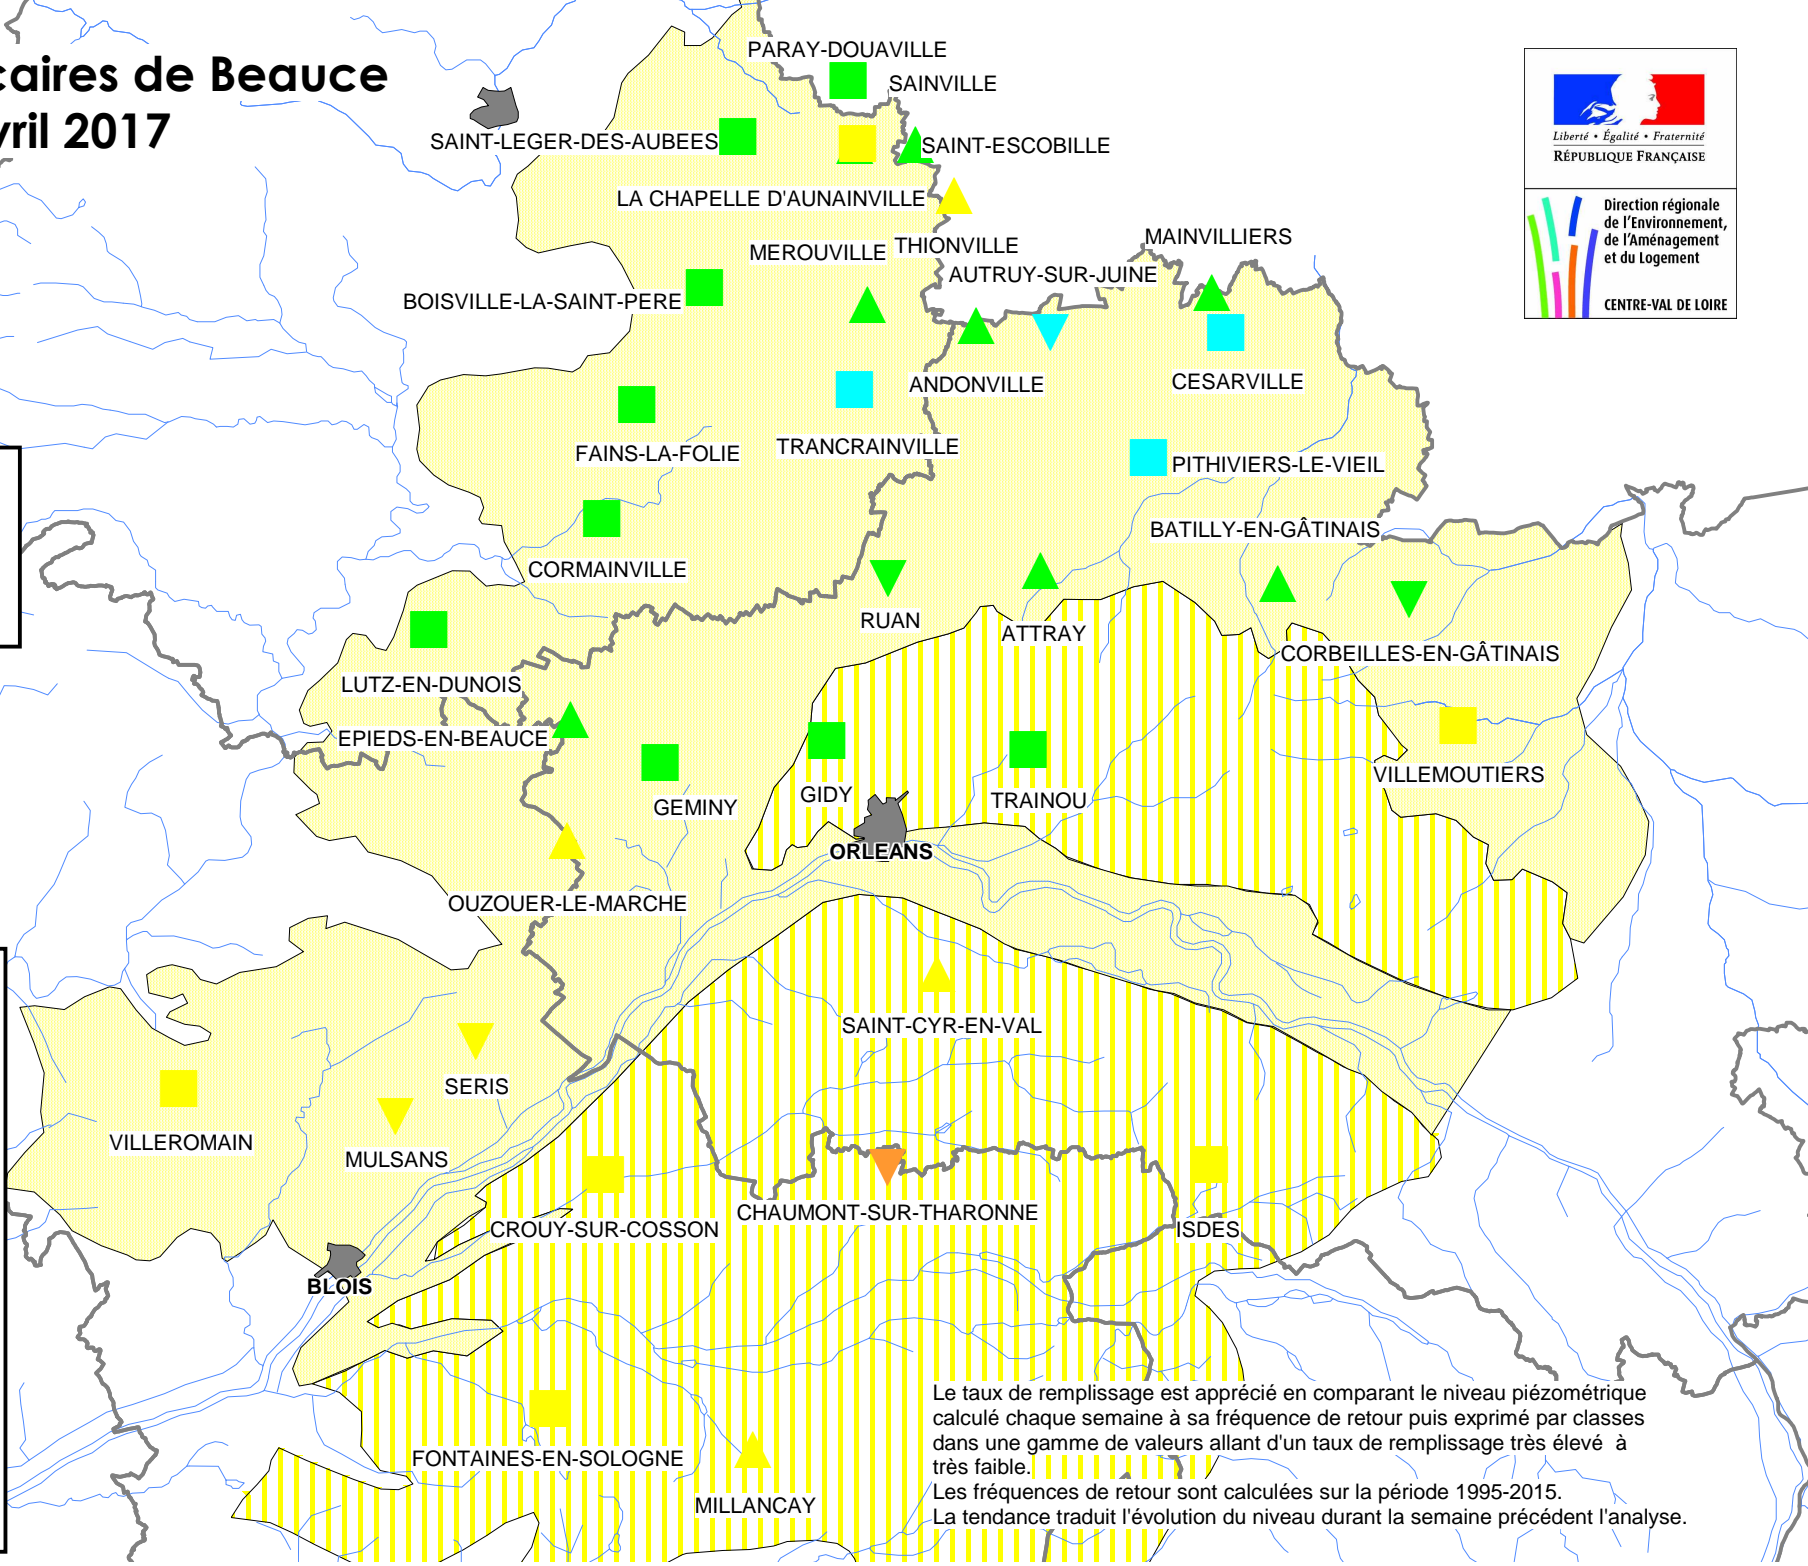 caires de Beauce
vril 2017
PARAY-DOUAVILLE
SAINVILLE
SAINT-LEGER-DES-AUBEES
SAINT-ESCOBILLE
LA CHAPELLE D'AUNAINVILLE
MEROUVILLE
THIONVILLE
MAINVILLIERS
AUTRUY-SUR-JUINE
BOISVILLE-LA-SAINT-PERE
ANDONVILLE
CESARVILLE
FAINS-LA-FOLIE
TRANCRAINVILLE
PITHIVIERS-LE-VIEIL
BATILLY-EN-GÂTINAIS
CORMAINVILLE
RUAN
ATTRAY
CORBEILLES-EN-GÂTINAIS
LUTZ-EN-DUNOIS
EPIEDS-EN-BEAUCE
GEMINY
GIDY
TRAINOU
VILLEMOUTIERS
ORLEANS
OUZOUER-LE-MARCHE
SAINT-CYR-EN-VAL
SERIS
VILLEROMAIN
MULSANS
CROUY-SUR-COSSON
CHAUMONT-SUR-THARONNE
ISDES
BLOIS
FONTAINES-EN-SOLOGNE
MILLANCAY
Liberté • Égalité • Fraternité
RÉPUBLIQUE FRANÇAISE
Direction régionale
de l'Environnement,
de l'Aménagement
et du Logement
CENTRE-VAL DE LOIRE
Le taux de remplissage est apprécié en comparant le niveau piézométrique
calculé chaque semaine à sa fréquence de retour puis exprimé par classes
dans une gamme de valeurs allant d'un taux de remplissage très élevé à
très faible.
Les fréquences de retour sont calculées sur la période 1995-2015.
La tendance traduit l'évolution du niveau durant la semaine précédent l'analyse.